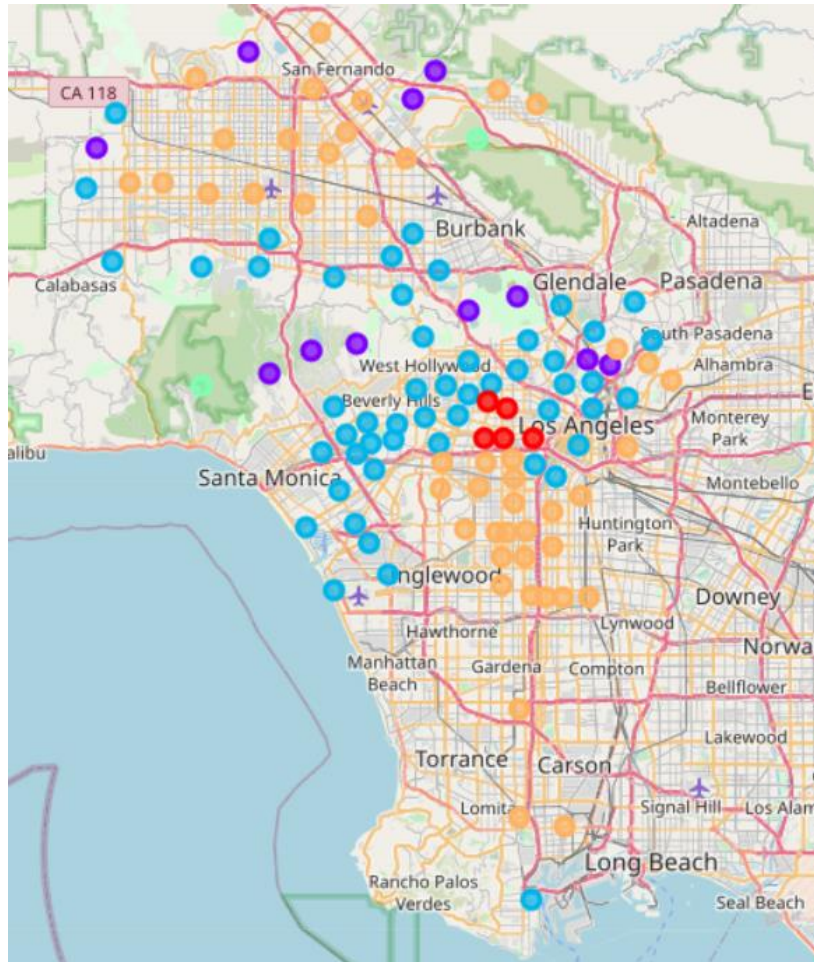 San Fernando
CA 118
Altadena
Burbank
Glendale
Pasadena
Calabasas
South Pasadena
West Hollywood
Alhambra
Beverly Hills
E
Los Angeles
Monterey
Park
alibu
Santa Monica
Montebello
Huntington
Park
nglewood
Downey
Lynwood
Hawthorne
Norwa
Manhattan
Beach
Gardena
Compton
Bellflower
Lakewood
Torrance
Carson
Lomita
Signal Hill
Los Alam
Long Beach
Rancho Palos
Verdes
Seal Beach